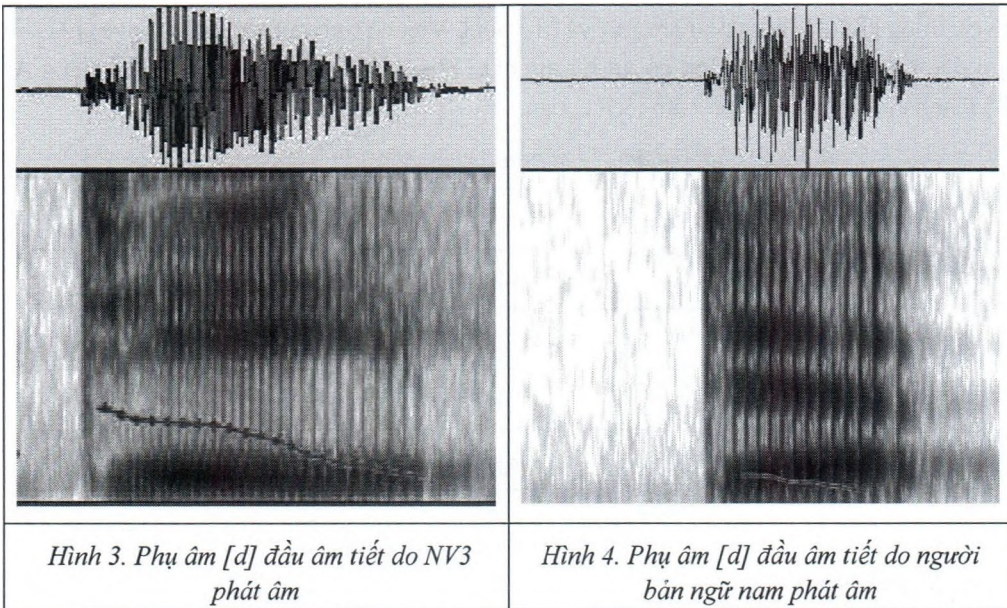 Hình 3. Phụ âm [d] đầu âm tiết do NV3
phát âm
Hình 4. Phụ âm [d] đầu âm tiết do người
bản ngữ nam phát âm